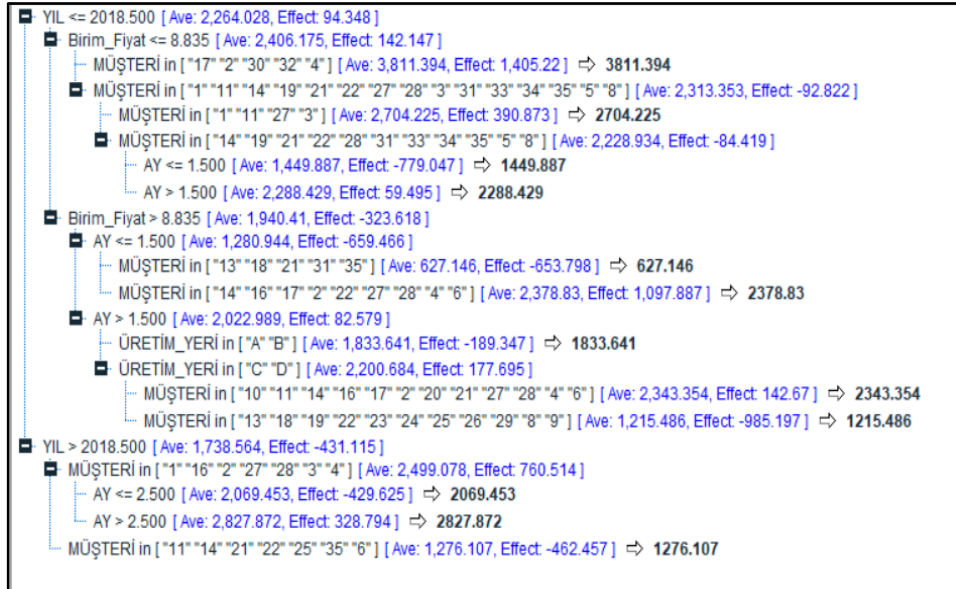 YIL <= 2018.500 [ Ave: 2,264.028, Effect: 94.348 ]
Birim_Fiyat <= 8.835 [ Ave: 2,406.175, Effect: 142.147 ]
MÜŞTERİ in [ "17" "2" "30" "32" "4" ] [ Ave: 3,811.394, Effect: 1,405.22 ] ⇨ 3811.394
MÜŞTERİ in [ "1" "11" "14" "19" "21" "22" "27" "28" "3" "31" "33" "34" "35" "5" "8" ] [ Ave: 2,313.353, Effect: -92.822 ]
MÜŞTERİ in [ "1" "11" "27" "3" ] [ Ave: 2,704.225, Effect: 390.873 ] ⇨ 2704.225
MÜŞTERİ in [ "14" "19" "21" "22" "28" "31" "33" "34" "35" "5" "8" ] [ Ave: 2,228.934, Effect: -84.419 ]
AY <= 1.500 [ Ave: 1,449.887, Effect: -779.047 ] ⇨ 1449.887
AY > 1.500 [ Ave: 2,288.429, Effect: 59.495 ] ⇨ 2288.429
Birim_Fiyat > 8.835 [ Ave: 1,940.41, Effect: -323.618 ]
AY <= 1.500 [ Ave: 1,280.944, Effect: -659.466 ]
MÜŞTERİ in [ "13" "18" "21" "31" "35" ] [ Ave: 627.146, Effect: -653.798 ] ⇨ 627.146
MÜŞTERİ in [ "14" "16" "17" "2" "22" "27" "28" "4" "6" ] [ Ave: 2,378.83, Effect: 1,097.887 ] ⇨ 2378.83
AY > 1.500 [ Ave: 2,022.989, Effect: 82.579 ]
ÜRETİM_YERİ in [ "A" "B" ] [ Ave: 1,833.641, Effect: -189.347 ] ⇨ 1833.641
ÜRETİM_YERİ in [ "C" "D" ] [ Ave: 2,200.684, Effect: 177.695 ]
MÜŞTERİ in [ "10" "11" "14" "16" "17" "2" "20" "21" "27" "28" "4" "6" ] [ Ave: 2,343.354, Effect: 142.67 ] ⇨ 2343.354
MÜŞTERİ in [ "13" "18" "19" "22" "23" "24" "25" "26" "29" "8" "9" ] [ Ave: 1,215.486, Effect: -985.197 ] ⇨ 1215.486
YIL > 2018.500 [ Ave: 1,738.564, Effect: -431.115 ]
MÜŞTERİ in [ "1" "16" "2" "27" "28" "3" "4" ] [ Ave: 2,499.078, Effect: 760.514 ]
AY <= 2.500 [ Ave: 2,069.453, Effect: -429.625 ] ⇨ 2069.453
AY > 2.500 [ Ave: 2,827.872, Effect: 328.794 ] ⇨ 2827.872
MÜŞTERİ in [ "11" "14" "21" "22" "25" "35" "6" ] [ Ave: 1,276.107, Effect: -462.457 ] ⇨ 1276.107